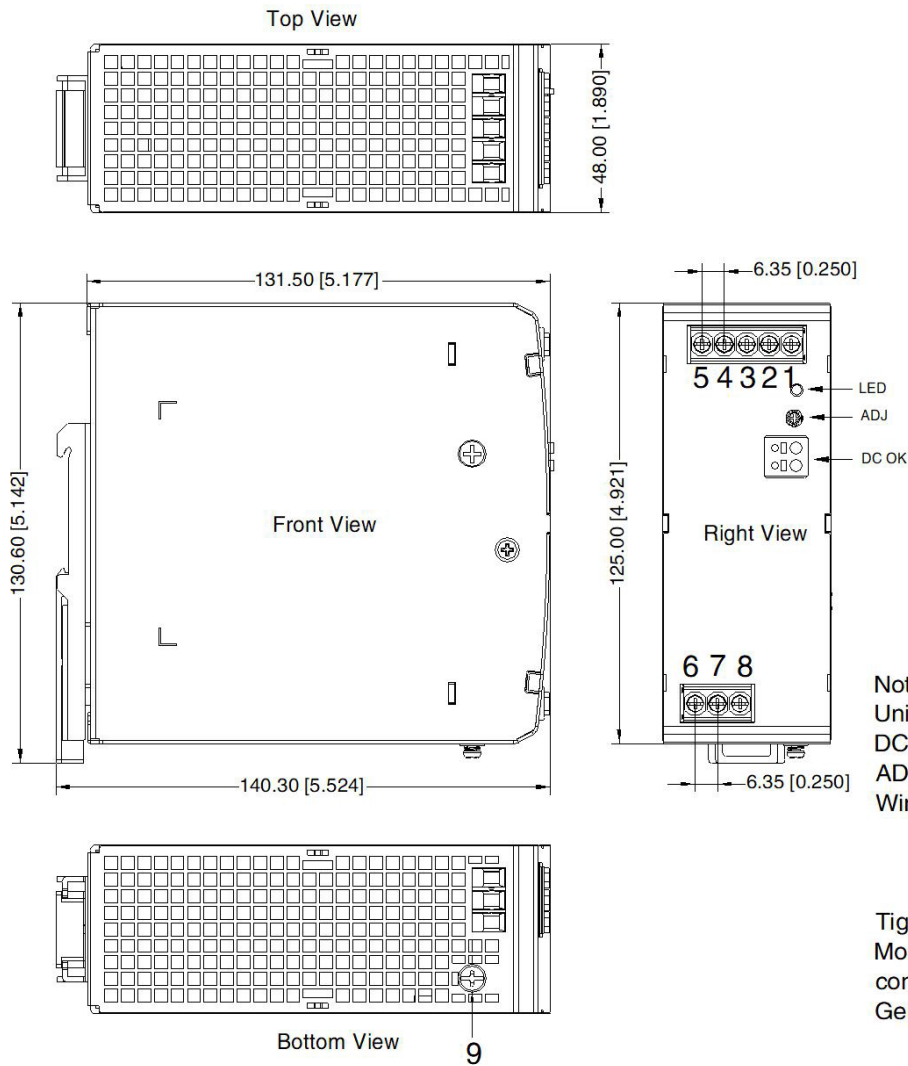 Top View
48.00 [1.890]
131.50 [5.177]
6.35 [0.250]
5 4 3 2 1
LED
ADJ
DC OK
130.60 [5.142]
Front View
125.00 [4.921]
Right View
6 7 8
Not
Uni
DC
AD
Wir
140.30 [5.524]
6.35 [0.250]
Tig
Mo
cor
Ge
Bottom View
9